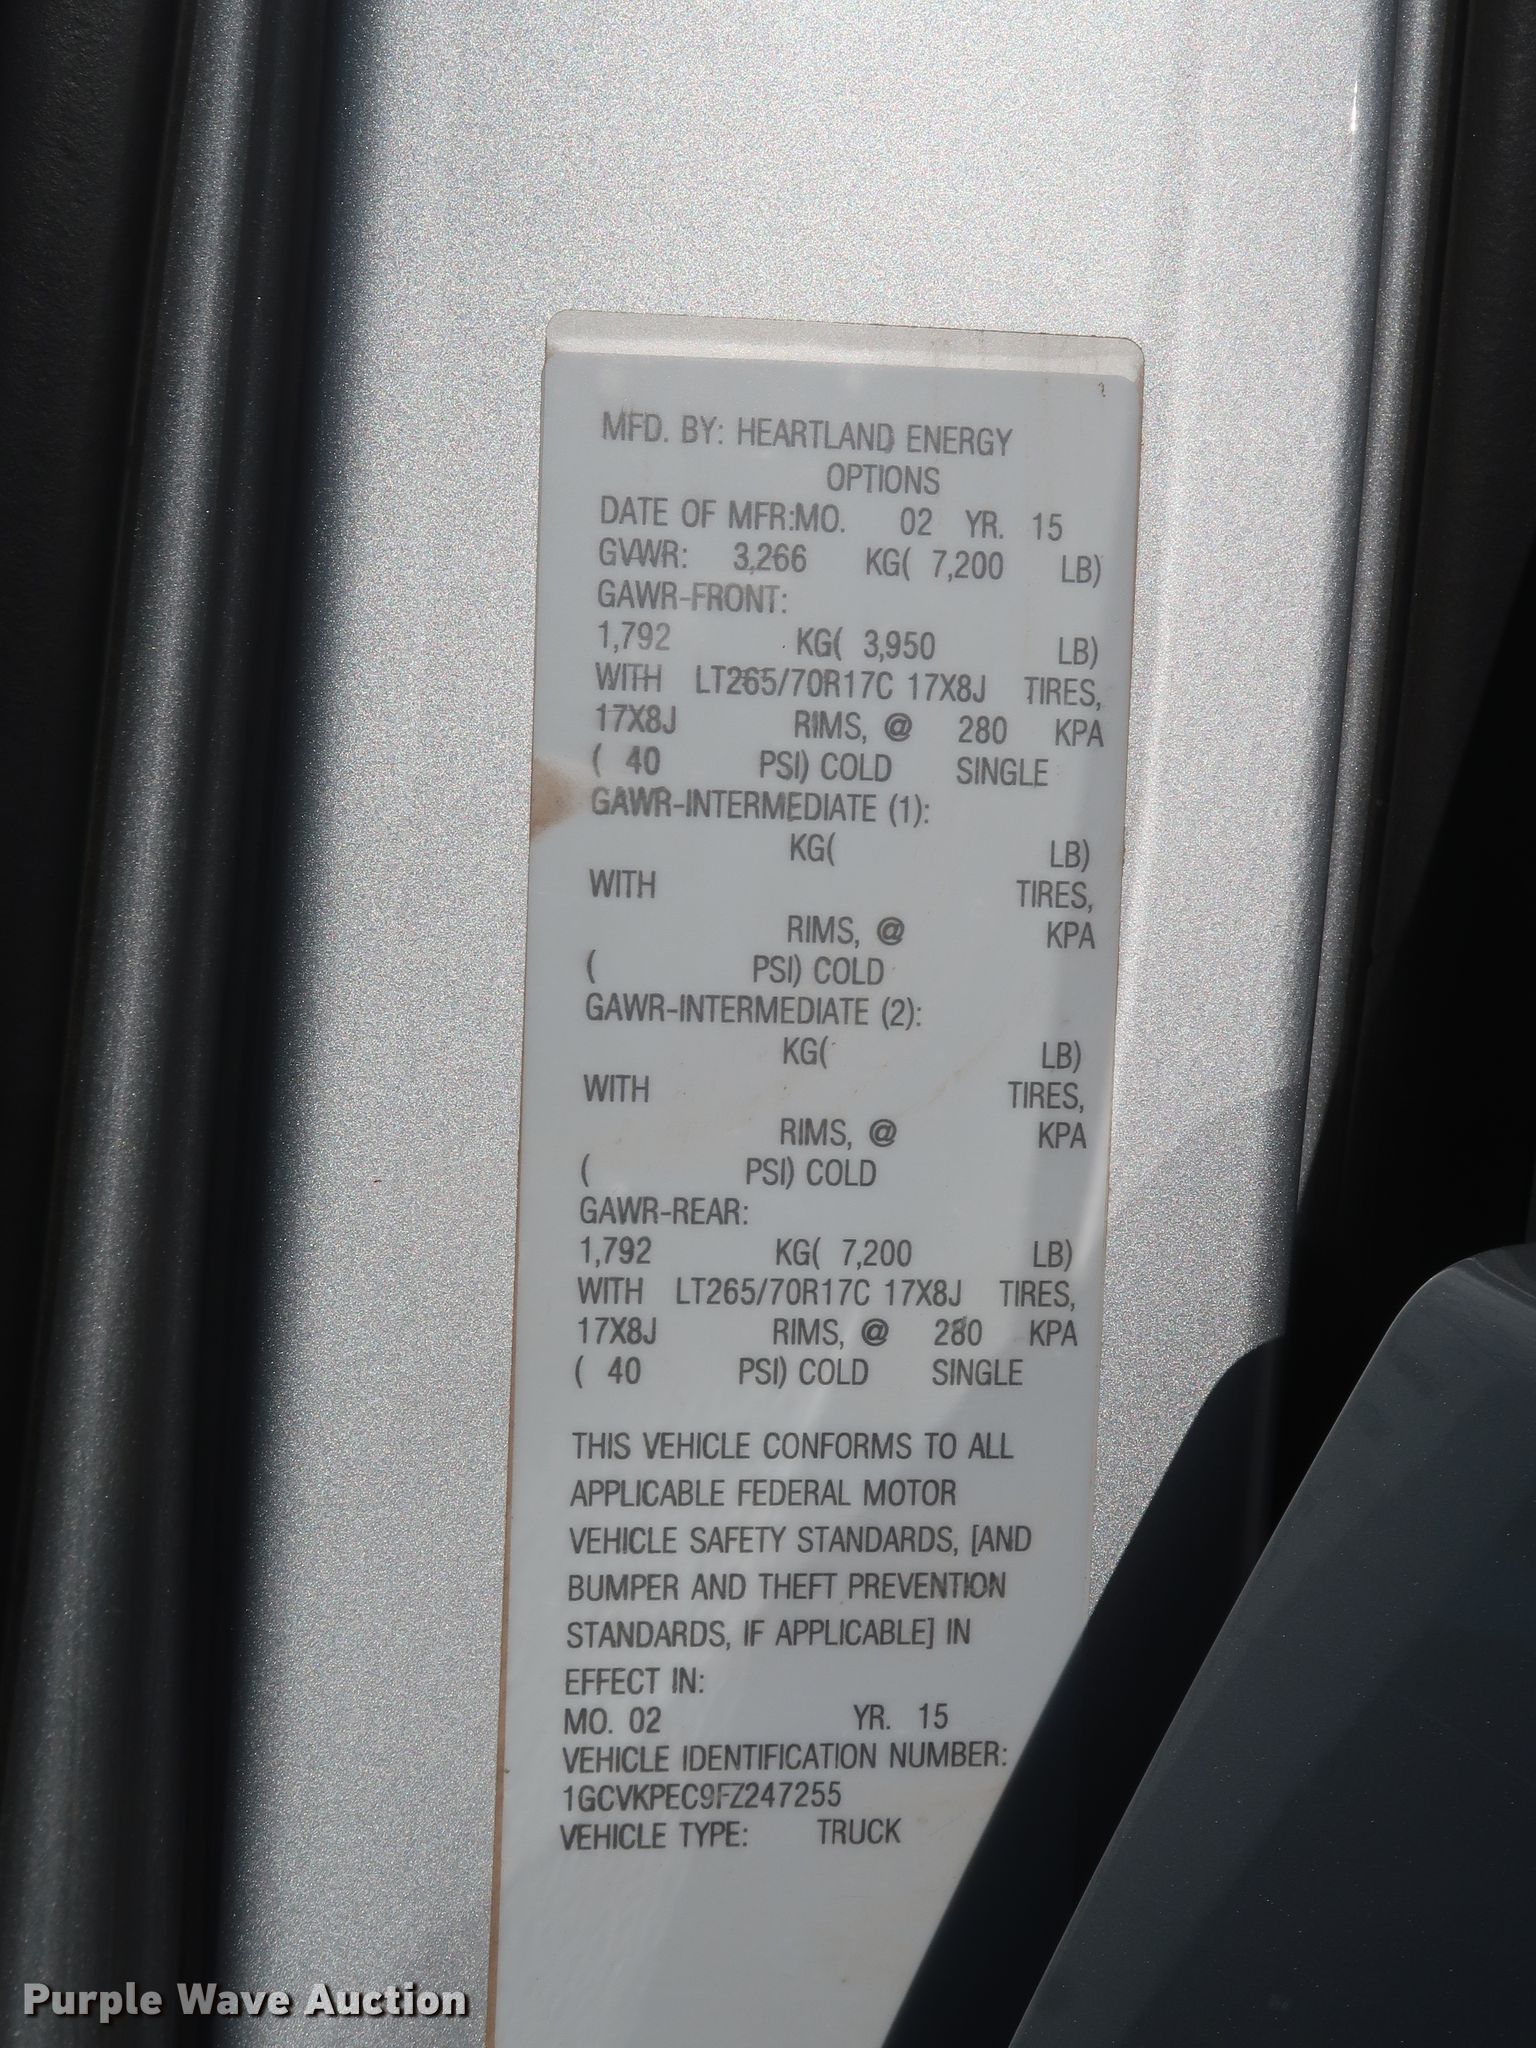 MFD. BY: HEARTLAND ENERGY
OPTIONS
DATE OF MFR:MO. 02 YR. 15
GVWR: 3,266 KG( 7,200 LB)
GAWR-FRONT:
1,792 KG( 3,950 LB)
WITH LT265/70R17C 17X8J TIRES,
17X8J RIMS, @ 280 KPA
( 40 PSI) COLD SINGLE
GAWR-INTERMEDIATE (1):
KG( LB)
WITH TIRES,
RIMS, @ KPA
( PSI) COLD
GAWR-INTERMEDIATE (2):
KG( LB)
WITH TIRES,
RIMS, @ KPA
( PSI) COLD
GAWR-REAR:
1,792 KG( 7,200 LB)
WITH LT265/70R17C 17X8J TIRES,
17X8J RIMS, @ 280 KPA
( 40 PSI) COLD SINGLE
THIS VEHICLE CONFORMS TO ALL
APPLICABLE FEDERAL MOTOR
VEHICLE SAFETY STANDARDS, [AND
BUMPER AND THEFT PREVENTION
STANDARDS, IF APPLICABLE] IN
EFFECT IN:
MO. 02 YR. 15
VEHICLE IDENTIFICATION NUMBER:
1GCVKPEC9FZ247255
VEHICLE TYPE: TRUCK
Purple Wave Auction